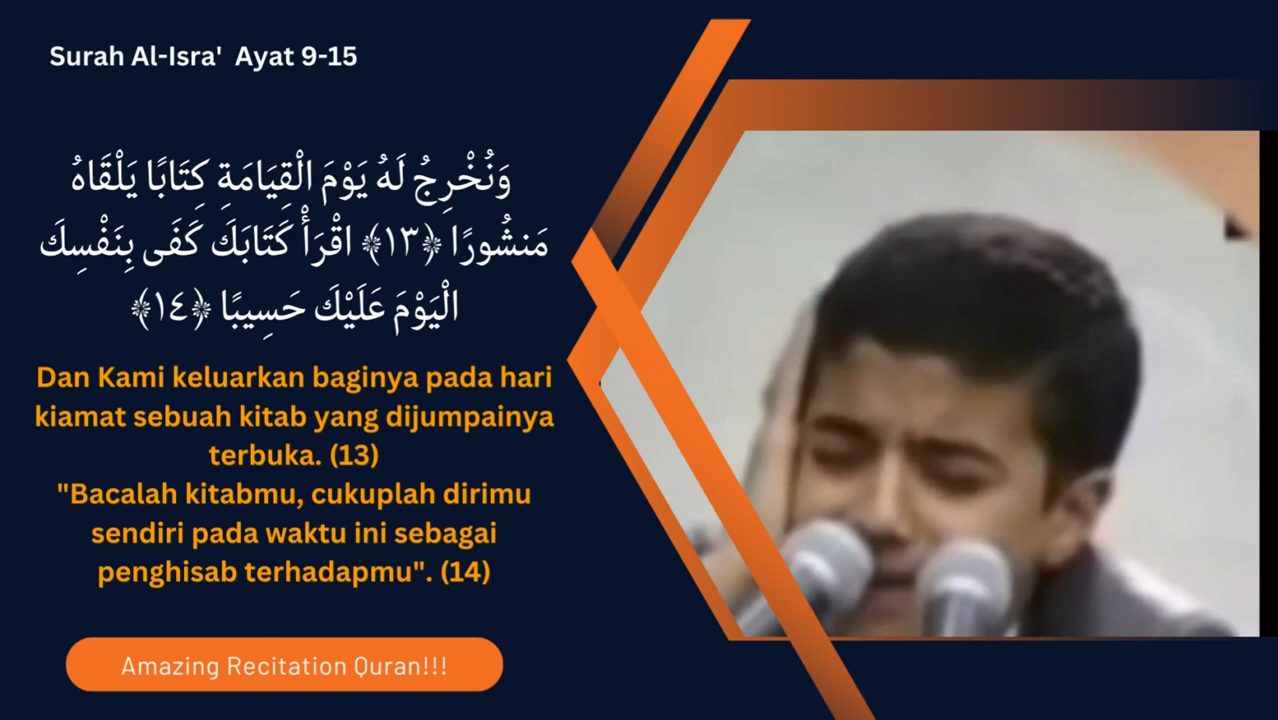 Surah Al-Isra' Ayat 9-15
وَنُخْرِجُ لَهُ يَوْمَ الْقِيَامَةِ كِتَابًا يَلْقَاهُ
مَنشُورًا ﴿١٣﴾ اقْرَأْ كَتَابَكَ كَفَى بِنَفْسِكَ
الْيَوْمَ عَلَيْكَ حَسِيبًا ﴿١٤﴾
Dan Kami keluarkan baginya pada hari
kiamat sebuah kitab yang dijumpainya
terbuka. (13)
"Bacalah kitabmu, cukuplah dirimu
sendiri pada waktu ini sebagai
penghisab terhadapmu". (14)
Amazing Recitation Quran!!!